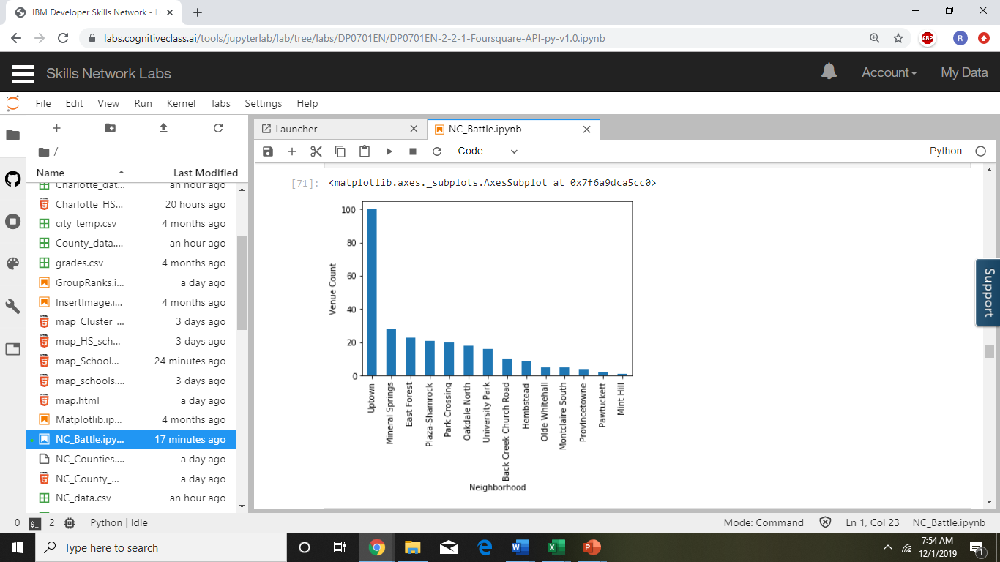 IBM Developer Skills Network - L
labs.cognitiveclass.ai/tools/jupyterlab/lab/tree/labs/DP0701EN/DP0701EN-2-2-1-Foursquare-API-py-v1.0.ipynb
ABP
R
Skills Network Labs
Account
My Data
File Edit View Run Kernel Tabs Settings Help
Launcher
NC_Battle.ipynb
/
Code
Python
Name
Last Modified
Charlotte_dat... an hour ago
Charlotte_HS... 20 hours ago
city_temp.csv 4 months ago
County_data.... an hour ago
grades.csv 4 months ago
GroupRanks.i... a day ago
InsertImage.i... 4 months ago
map_Cluster_... 3 days ago
map_HS_sch... 3 days ago
map_School... 24 minutes ago
map_schools.... 3 days ago
map.html a day ago
Matplotlib.ip... 4 months ago
NC_Battle.ipy... 17 minutes ago
NC_Counties.... a day ago
NC_County_... a day ago
NC_data.csv an hour ago
[71]: <matplotlib.axes._subplots.AxesSubplot at 0x7f6a9dca5cc0>
100
80
60
40
20
0
Venue Count
Uptown
Mineral Springs
East Forest
Plaza-Shamrock
Park Crossing
Oakdale North
University Park
Back Creek Church Road
Hembstead
Olde Whitehall
Montclaire South
Provincetowne
Pawtuckett
Mint Hill
Neighborhood
Support
0 $_ 2 Python | Idle
Mode: Command Ln 1, Col 23 NC_Battle.ipynb
Type here to search
7:54 AM
12/1/2019
1